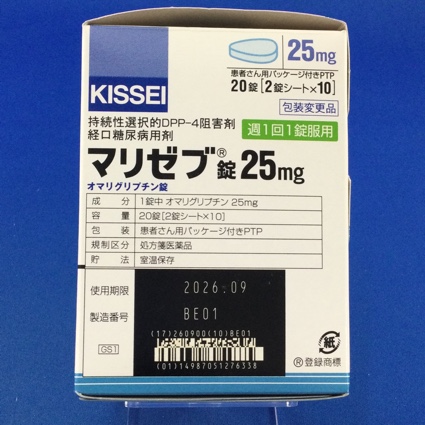 KISSEI
25mg
患者さん用パッケージ付きPTP
20錠[2錠シート×10]
包装変更品
持続性選択的DPP-4阻害剤
経口糖尿病用剤
週1回1錠服用
マリゼブ®錠25mg
オマリグリプチン錠
成 分 1錠中 オマリグリプチン 25mg
容 量 20錠[2錠シート×10]
包 装 患者さん用パッケージ付きPTP
規制区分 処方箋医薬品
貯 法 室温保存
使用期限 2026.09
製造番号 BE01
(17)260900(10)BE01
GS1
(01)14987051276338
紙
®登録商標